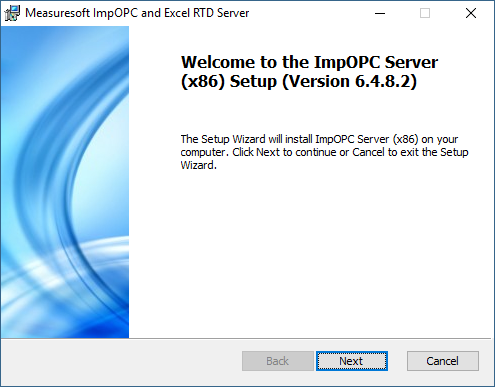 Measuresoft ImpOPC and Excel RTD Server
Welcome to the ImpOPC Server
(x86) Setup (Version 6.4.8.2)
The Setup Wizard will install ImpOPC Server (x86) on your
computer. Click Next to continue or Cancel to exit the Setup
Wizard.
Back
Next
Cancel